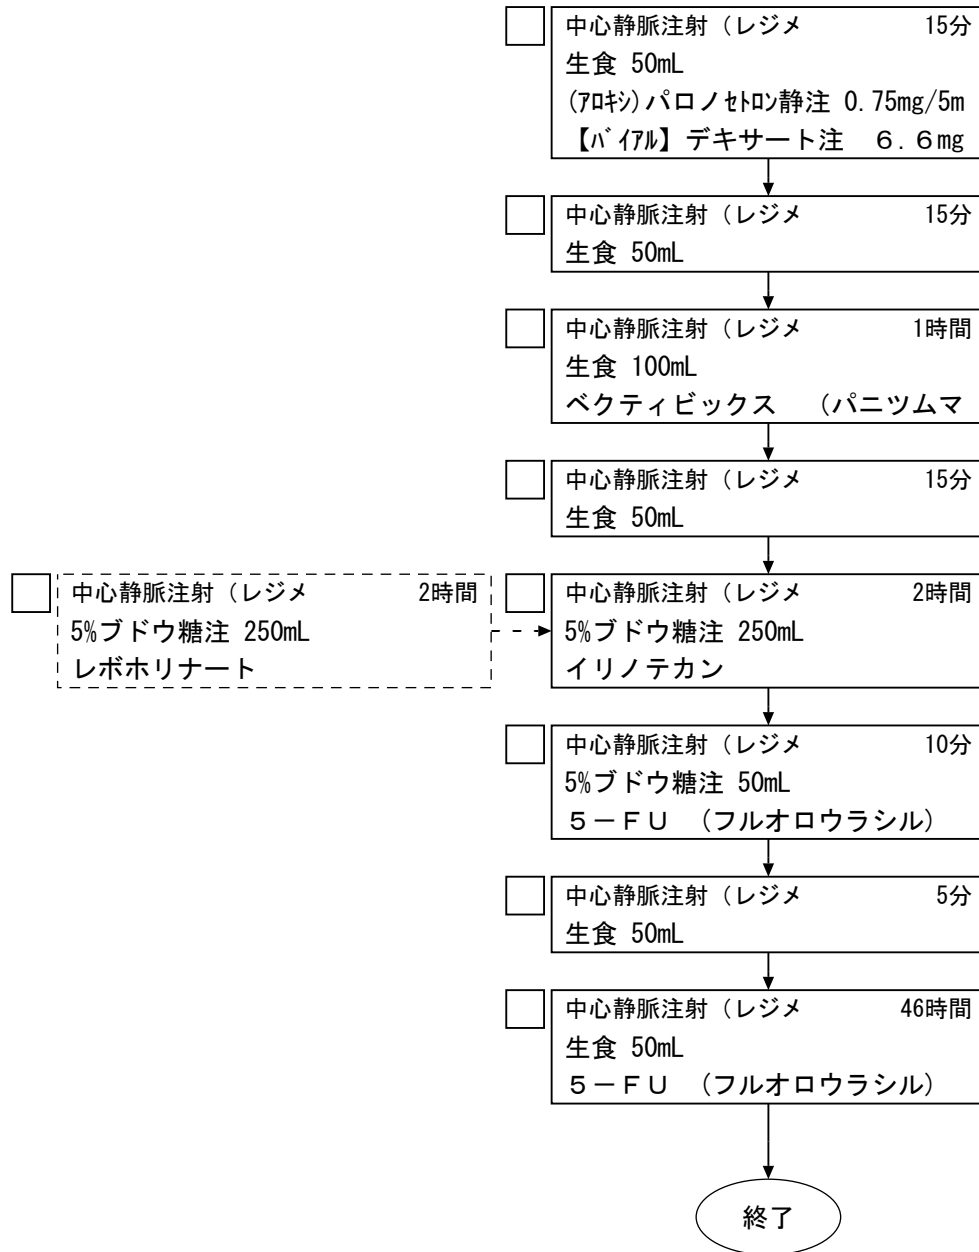 中心静脈注射（レジメ 15分
生食 50mL
(ｱﾛｷｼ)パロノｾﾄﾛﾝ静注 0.75mg/5m
【ﾊﾞｲｱﾙ】デキサート注 ６.６mg
中心静脈注射（レジメ 15分
生食 50mL
中心静脈注射（レジメ 1時間
生食 100mL
ベクティビックス （パニツムマ
中心静脈注射（レジメ 15分
生食 50mL
中心静脈注射（レジメ 2時間
5%ブドウ糖注 250mL
レボホリナート
中心静脈注射（レジメ 2時間
5%ブドウ糖注 250mL
イリノテカン
中心静脈注射（レジメ 10分
5%ブドウ糖注 50mL
５－ＦＵ （フルオロウラシル）
中心静脈注射（レジメ 5分
生食 50mL
中心静脈注射（レジメ 46時間
生食 50mL
５－ＦＵ （フルオロウラシル）
終了